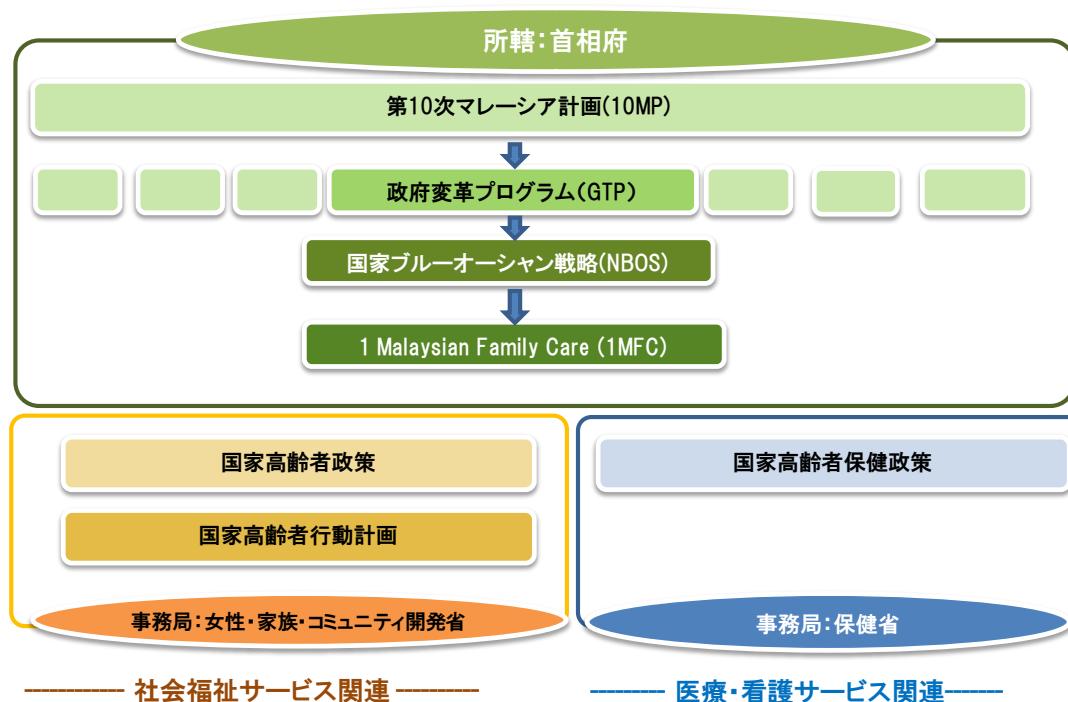 所轄：首相府
第10次マレーシア計画(10MP)
政府変革プログラム(GTP)
国家ブルーオーシャン戦略(NBOS)
1 Malaysian Family Care (1MFC)
国家高齢者政策
国家高齢者行動計画
事務局：女性・家族・コミュニティ開発省
------------ 社会福祉サービス関連 ----------
国家高齢者保健政策
事務局：保健省
--------- 医療・看護サービス関連-------